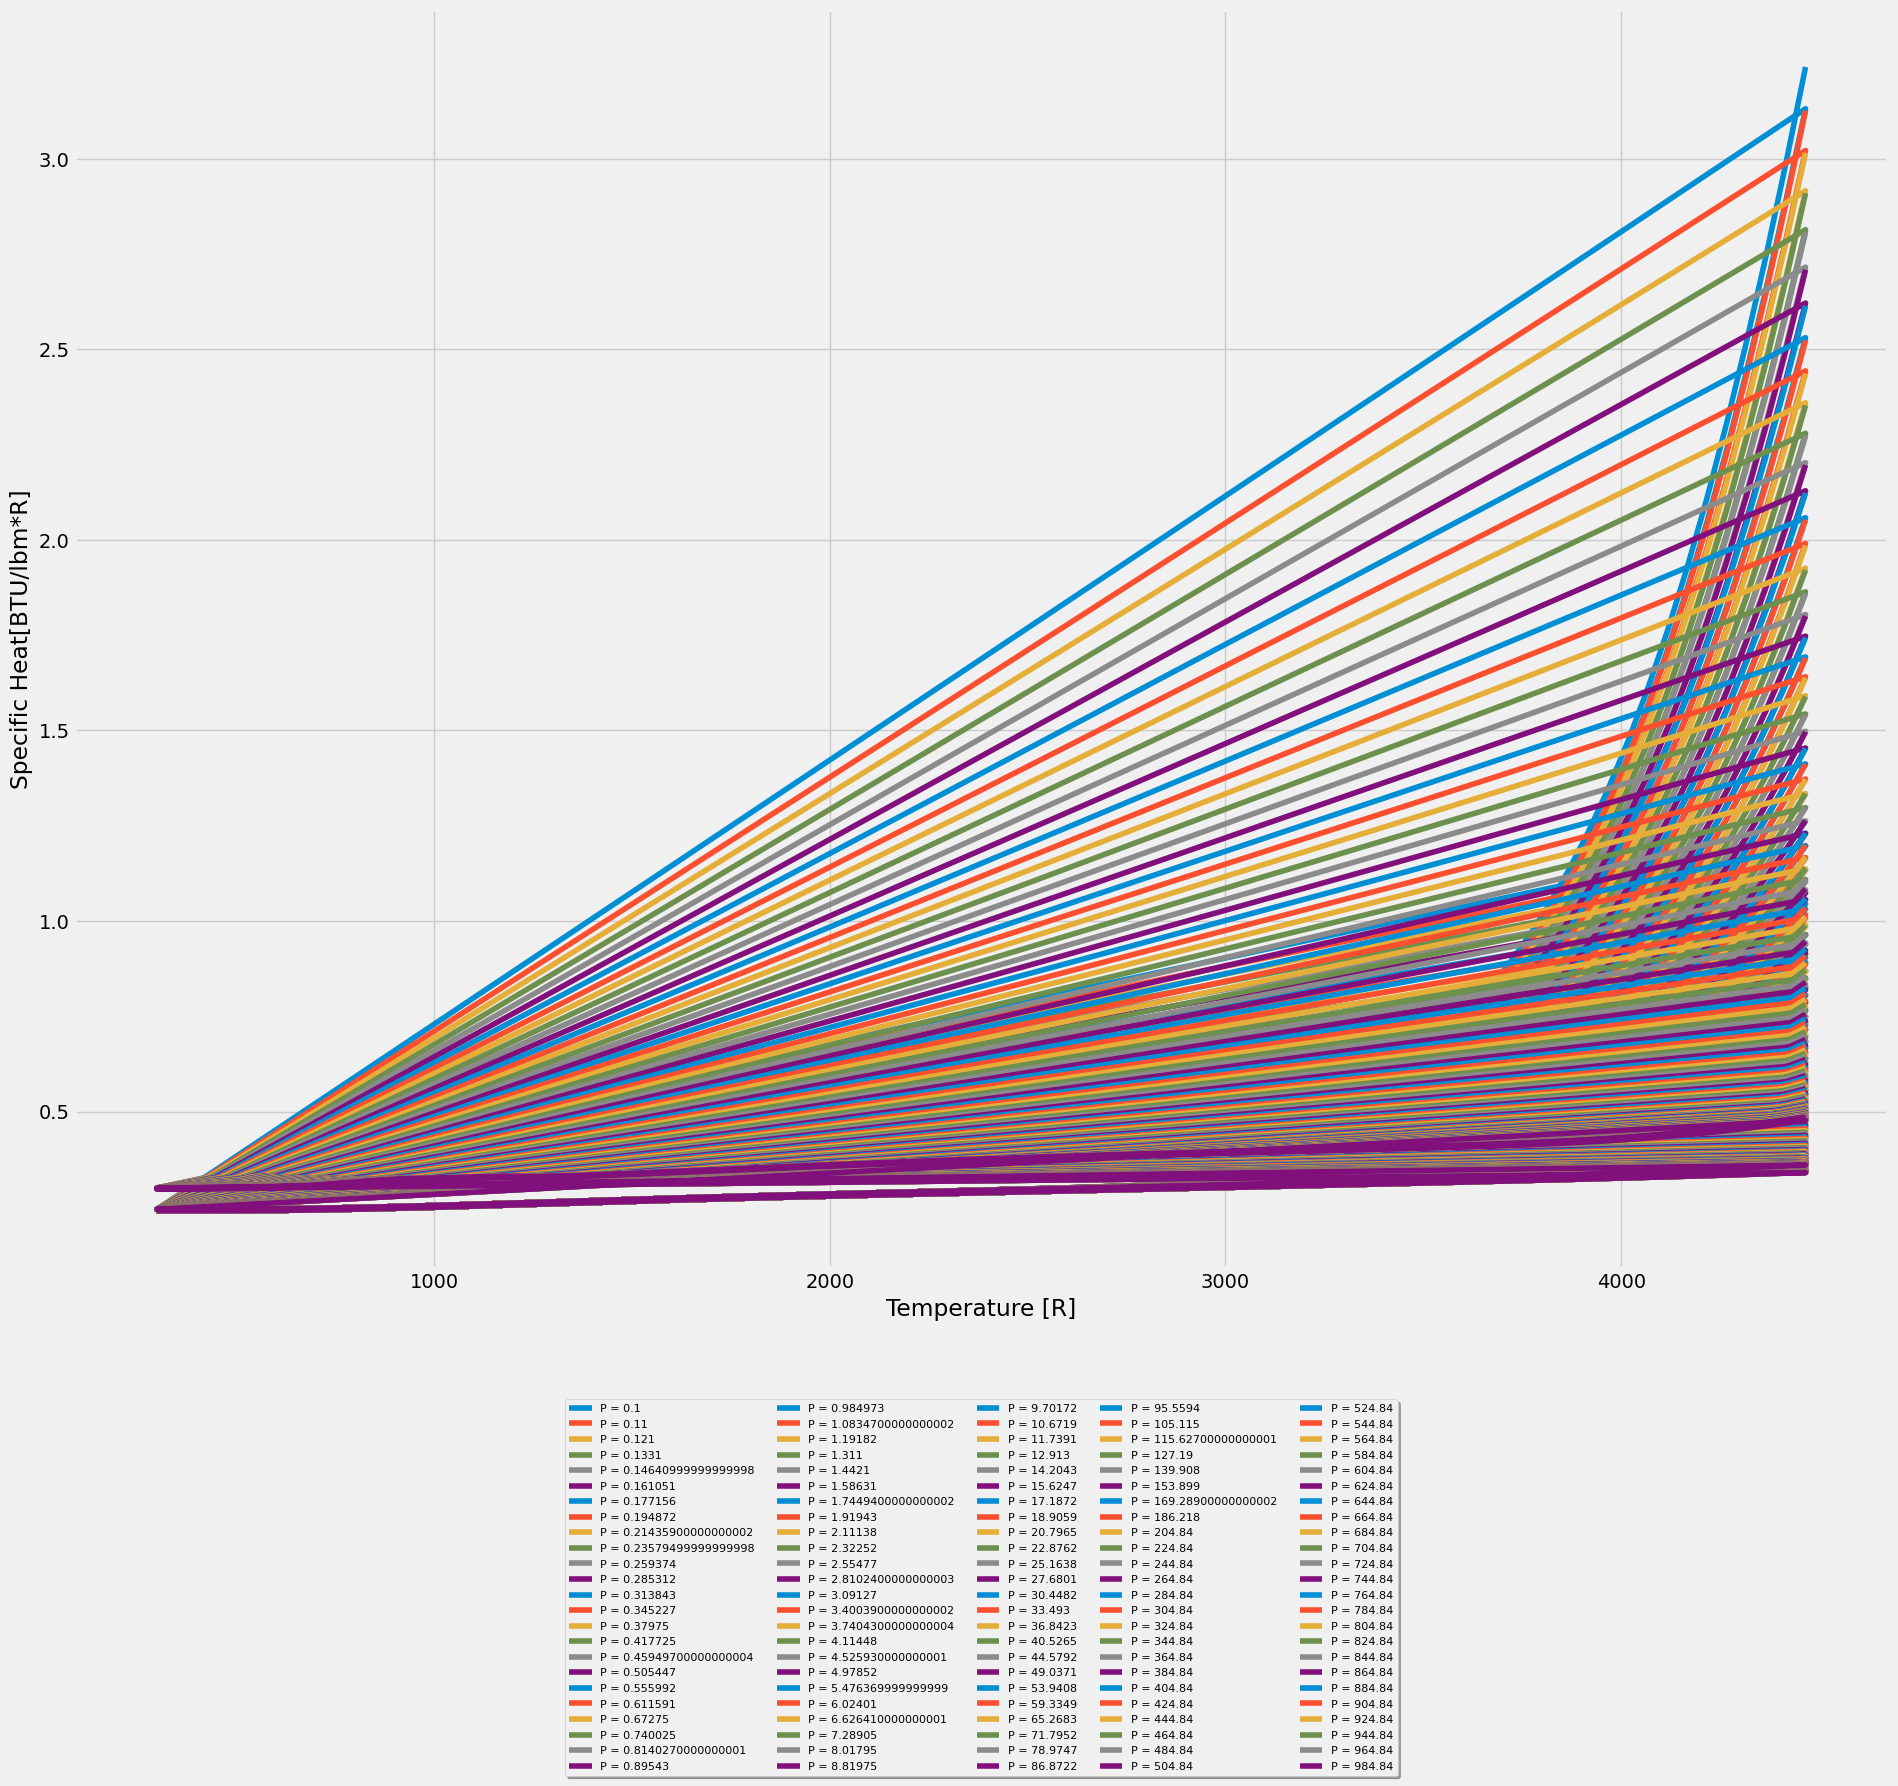 3.0
2.5
2.0
1.5
1.0
0.5
Specific Heat[BTU/lbm*R]
1000 2000 3000 4000
Temperature [R]
P = 0.1
P = 0.11
P = 0.121
P = 0.1331
P = 0.14640999999999998
P = 0.161051
P = 0.177156
P = 0.194872
P = 0.21435900000000002
P = 0.23579499999999998
P = 0.259374
P = 0.285312
P = 0.313843
P = 0.345227
P = 0.37975
P = 0.417725
P = 0.45949700000000004
P = 0.505447
P = 0.555992
P = 0.611591
P = 0.67275
P = 0.740025
P = 0.8140270000000001
P = 0.89543
P = 0.984973
P = 1.0834700000000002
P = 1.19182
P = 1.311
P = 1.4421
P = 1.58631
P = 1.7449400000000002
P = 1.91943
P = 2.11138
P = 2.32252
P = 2.55477
P = 2.8102400000000003
P = 3.09127
P = 3.4003900000000002
P = 3.7404300000000004
P = 4.11448
P = 4.525930000000001
P = 4.97852
P = 5.476369999999999
P = 6.02401
P = 6.626410000000001
P = 7.28905
P = 8.01795
P = 8.81975
P = 9.70172
P = 10.6719
P = 11.7391
P = 12.913
P = 14.2043
P = 15.6247
P = 17.1872
P = 18.9059
P = 20.7965
P = 22.8762
P = 25.1638
P = 27.6801
P = 30.4482
P = 33.493
P = 36.8423
P = 40.5265
P = 44.5792
P = 49.0371
P = 53.9408
P = 59.3349
P = 65.2683
P = 71.7952
P = 78.9747
P = 86.8722
P = 95.5594
P = 105.115
P = 115.62700000000001
P = 127.19
P = 139.908
P = 153.899
P = 169.28900000000002
P = 186.218
P = 204.84
P = 224.84
P = 244.84
P = 264.84
P = 284.84
P = 304.84
P = 324.84
P = 344.84
P = 364.84
P = 384.84
P = 404.84
P = 424.84
P = 444.84
P = 464.84
P = 484.84
P = 504.84
P = 524.84
P = 544.84
P = 564.84
P = 584.84
P = 604.84
P = 624.84
P = 644.84
P = 664.84
P = 684.84
P = 704.84
P = 724.84
P = 744.84
P = 764.84
P = 784.84
P = 804.84
P = 824.84
P = 844.84
P = 864.84
P = 884.84
P = 904.84
P = 924.84
P = 944.84
P = 964.84
P = 984.84